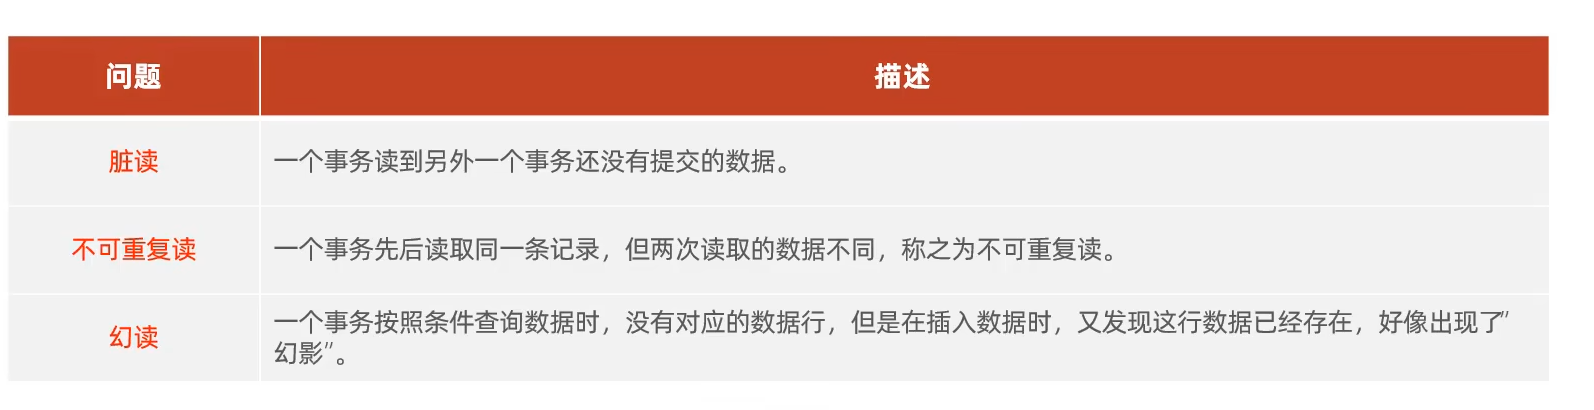 问题
描述
脏读
一个事务读到另外一个事务还没有提交的数据。
不可重复读
一个事务先后读取同一条记录，但两次读取的数据不同，称之为不可重复读。
幻读
一个事务按照条件查询数据时，没有对应的数据行，但是在插入数据时，又发现这行数据已经存在，好像出现了”
幻影”。